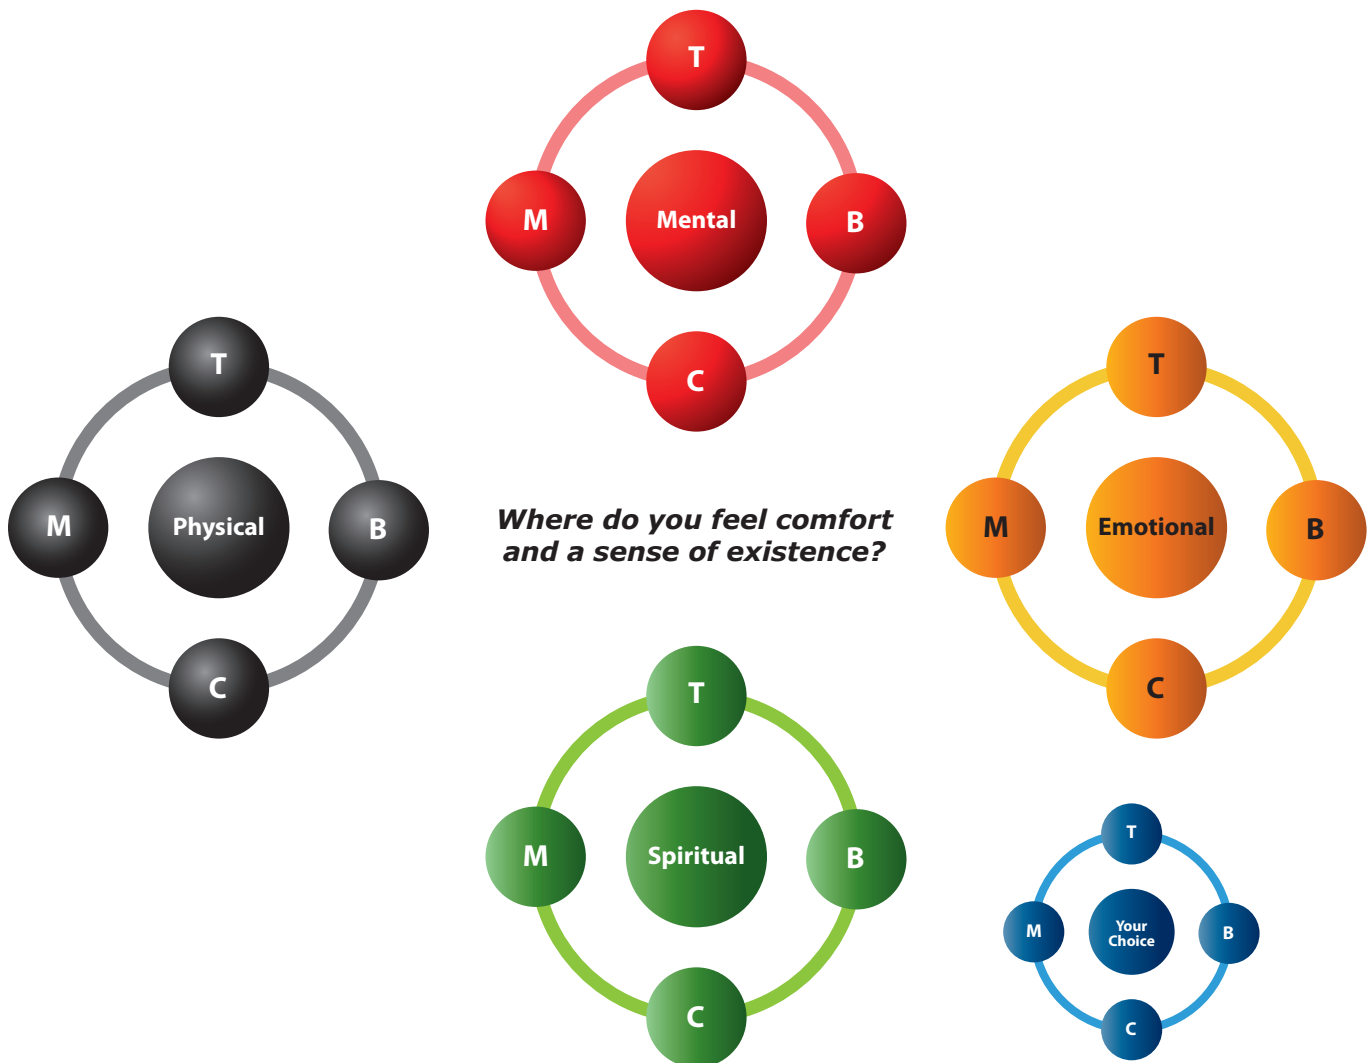 T
M
Mental
B
C
T
M
Physical
B
C
Where do you feel comfort
and a sense of existence?
T
M
Emotional
B
C
T
M
Spiritual
B
C
T
M
Your
Choice
B
C